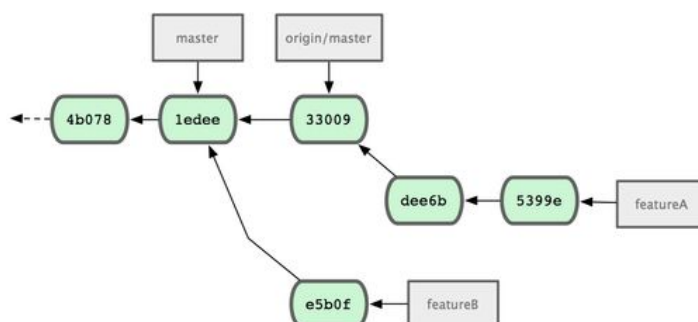 master
origin/master
4b078
1edee
33009
dee6b
5399e
featureA
e5b0f
featureB